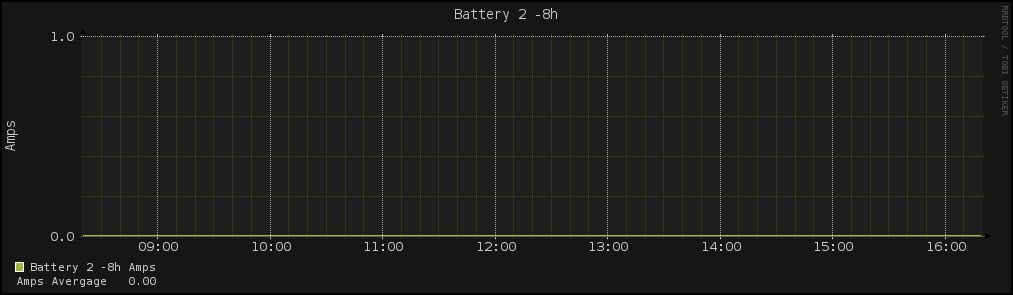 Battery 2 -8h
RRDTOOL / TOBI OETIKER
Amps
1.0
0.0
09:00 10:00 11:00 12:00 13:00 14:00 15:00 16:00
Battery 2 -8h Amps
Amps Avergage 0.00